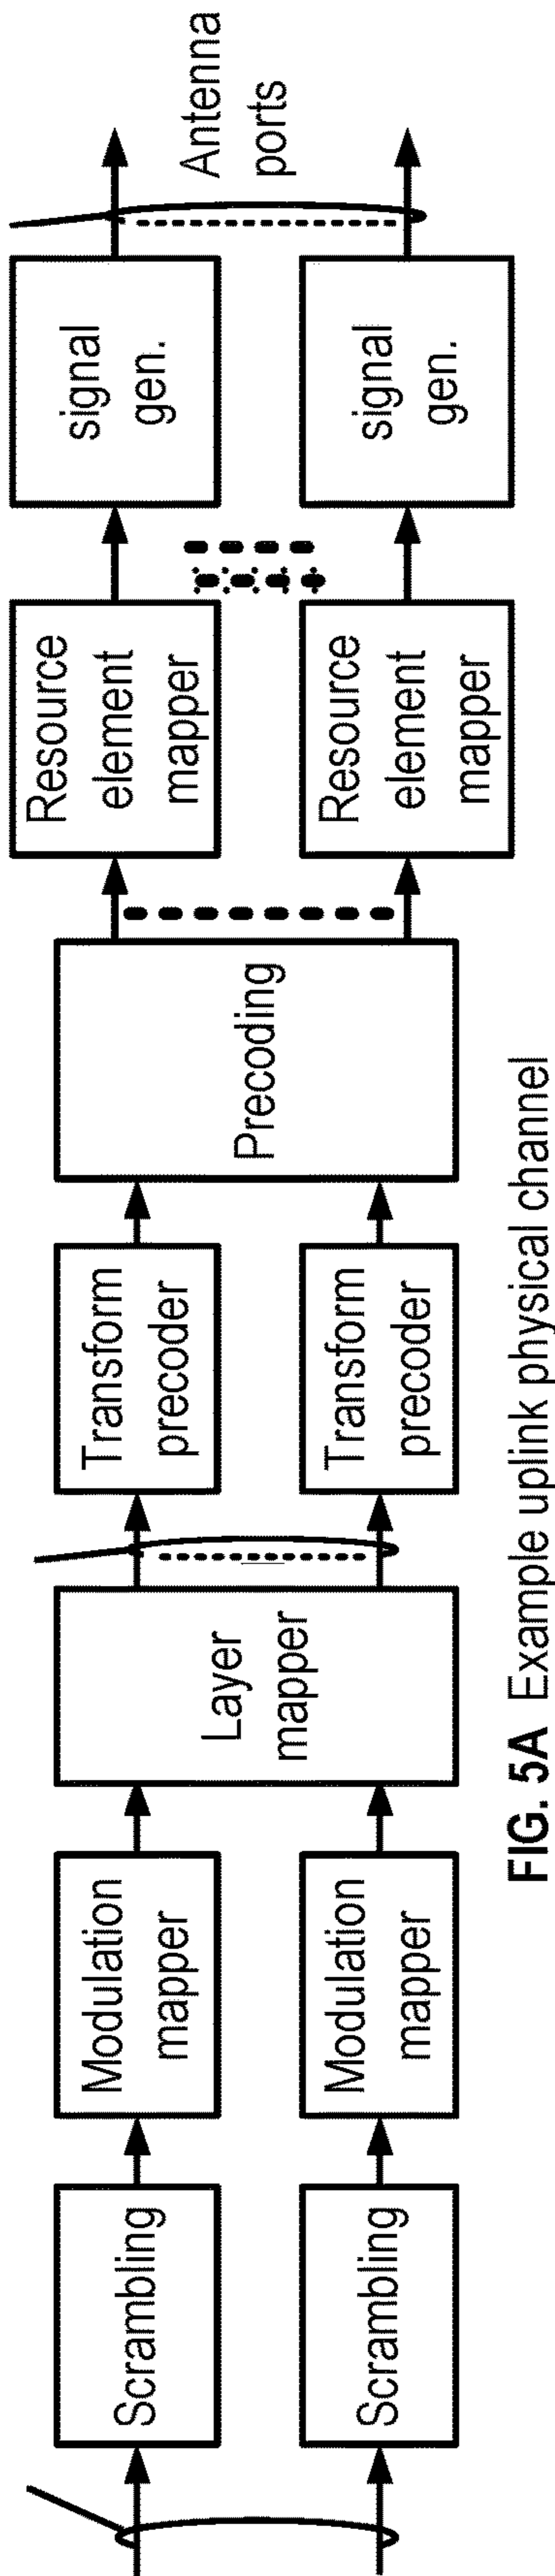 Scrambling
Scrambling
Modulation
mapper
Modulation
mapper
Layer
mapper
Transform
precoder
Transform
precoder
Precoding
Resource
element
mapper
Resource
element
mapper
signal
gen.
signal
gen.
Antenna
ports
FIG. 5A Example uplink physical channel